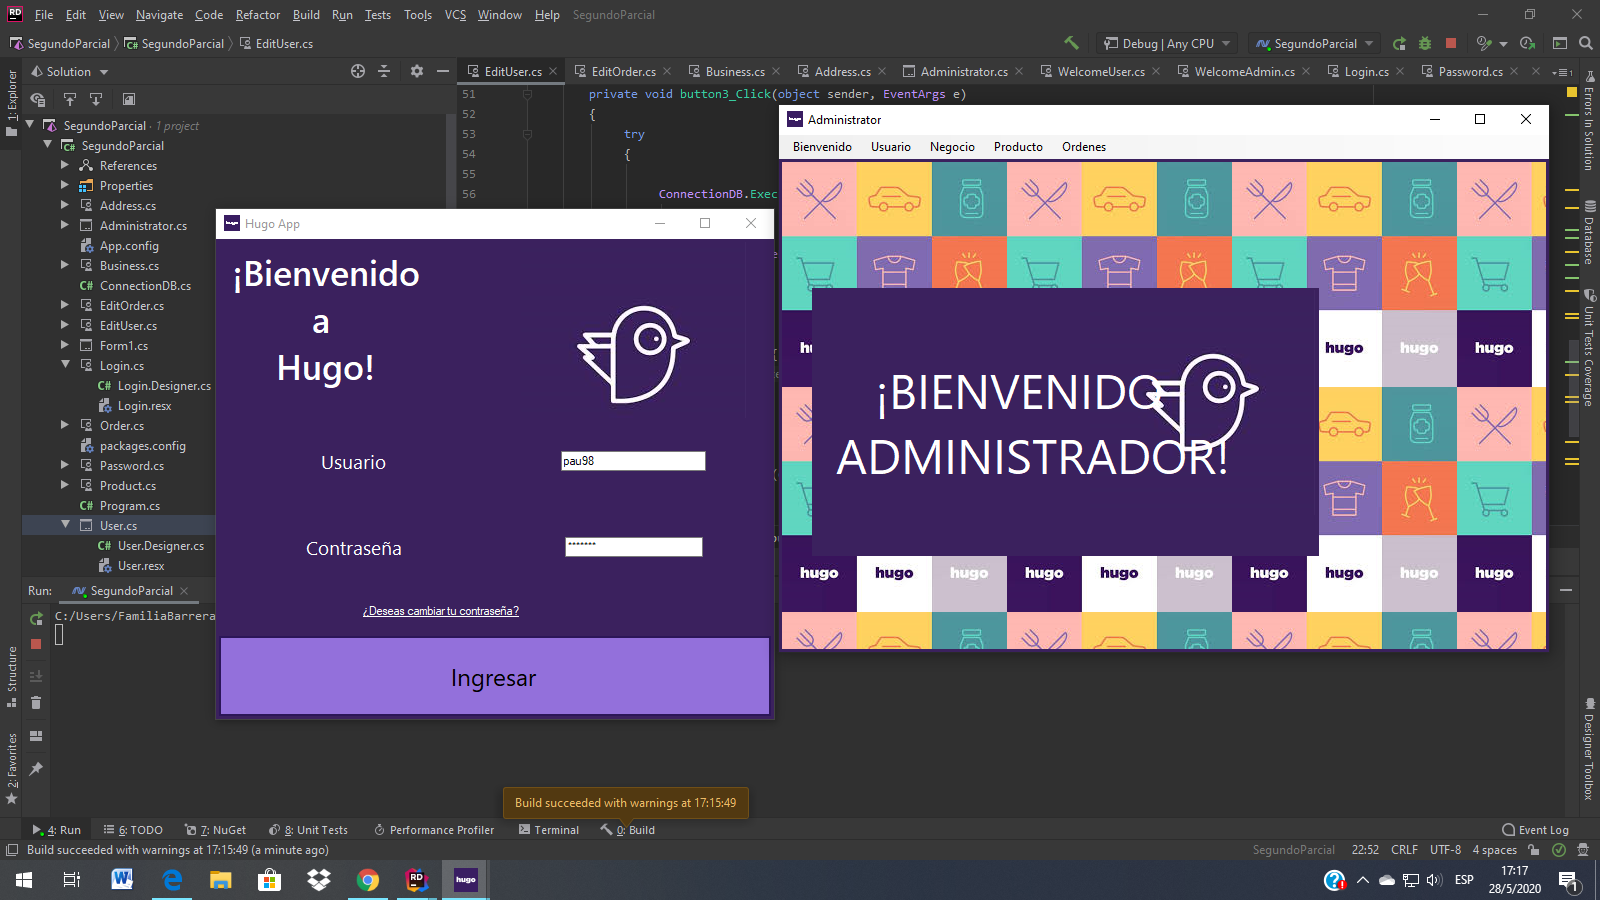 File Edit View Navigate Code Refactor Build Run Tests Tools VCS Window Help SegundoParcial
SegundoParcial SegundoParcial EditUser.cs
Debug | Any CPU SegundoParcial
1: Explorer
Solution
EditUser.cs EditOrder.cs Business.cs Address.cs Administrator.cs WelcomeUser.cs WelcomeAdmin.cs Login.cs Password.cs
SegundoParcial · 1 project
SegundoParcial
References
Properties
Address.cs
Administrator.cs
App.config
Business.cs
ConnectionDB.cs
EditOrder.cs
EditUser.cs
Form1.cs
Login.cs
Login.Designer.cs
Login.resx
Order.cs
packages.config
Password.cs
Product.cs
Program.cs
User.cs
User.Designer.cs
User.resx
51 private void button3_Click(object sender, EventArgs e)
52 {
53 try
54 {
55
56 ConnectionDB.Exec
Hugo App
¡Bienvenido
a
Hugo!
Usuario
pau98
Contraseña
*******
¿Deseas cambiar tu contraseña?
Ingresar
hugo Administrator
Bienvenido Usuario Negocio Producto Ordenes
hugo hugo hugo
¡BIENVENIDO
ADMINISTRADOR!
hugo hugo hugo hugo hugo hugo hugo hugo hugo hugo
Errors In Solution
Database
Unit Tests Coverage
Designer Toolbox
Run: SegundoParcial
C:/Users/FamiliaBarrera
Structure
2: Favorites
Build succeeded with warnings at 17:15:49
4: Run 6: TODO 7: NuGet 8: Unit Tests Performance Profiler Terminal 0: Build Event Log
Build succeeded with warnings at 17:15:49 (a minute ago)
SegundoParcial 22:52 CRLF UTF-8 4 spaces
hugo
ESP
17:17
28/5/2020
1